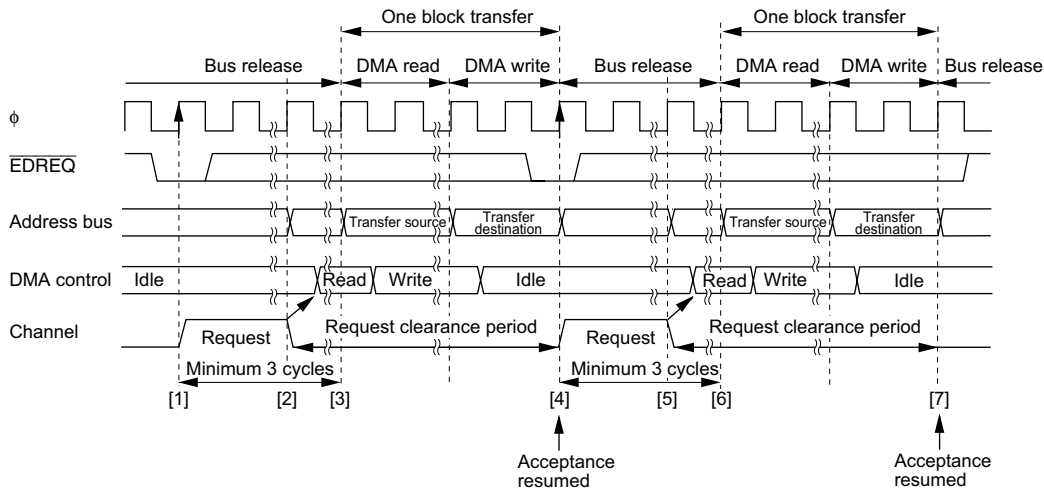 One block transfer One block transfer
Bus release DMA read DMA write Bus release DMA read DMA write Bus release
ϕ
EDREQ
Address bus Transfer source Transfer destination Transfer source Transfer destination
DMA control Idle Read Write Idle Read Write Idle
Channel Request Request clearance period Request Request clearance period
Minimum 3 cycles Minimum 3 cycles
[1] [2] [3] [4] [5] [6] [7]
Acceptance resumed Acceptance resumed